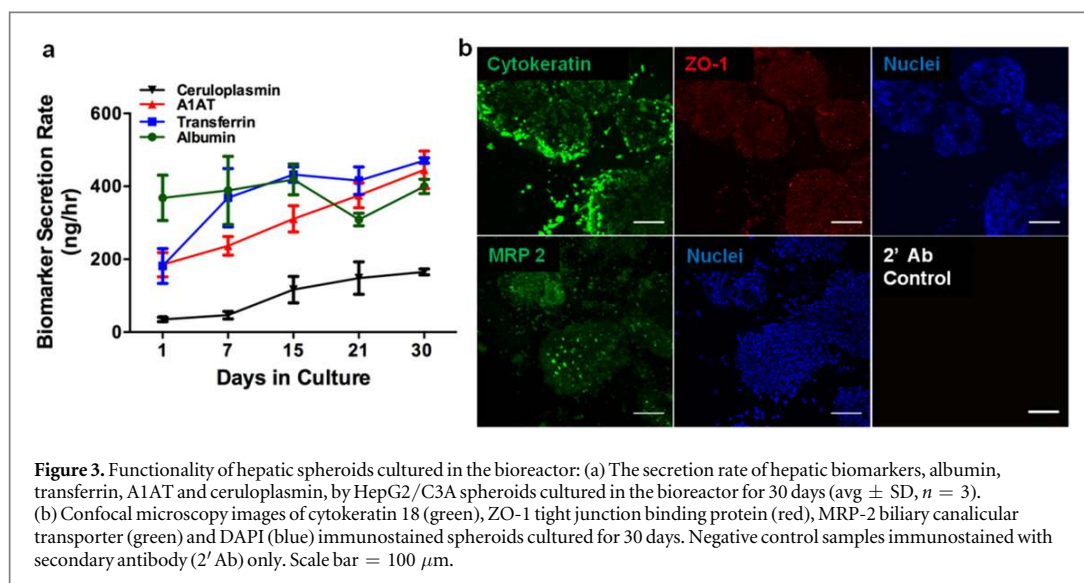 a
Ceruloplasmin
A1AT
Transferrin
Albumin
Biomarker Secretion Rate
(ng/hr)
600
400
200
0
1 7 15 21 30
Days in Culture
b
Cytokeratin
ZO-1
Nuclei
MRP 2
Nuclei
2' Ab
Control
Figure 3. Functionality of hepatic spheroids cultured in the bioreactor: (a) The secretion rate of hepatic biomarkers, albumin,
transferrin, A1AT and ceruloplasmin, by HepG2/C3A spheroids cultured in the bioreactor for 30 days (avg ± SD, n = 3).
(b) Confocal microscopy images of cytokeratin 18 (green), ZO-1 tight junction binding protein (red), MRP-2 biliary canalicular
transporter (green) and DAPI (blue) immunostained spheroids cultured for 30 days. Negative control samples immunostained with
secondary antibody (2′ Ab) only. Scale bar = 100 μm.